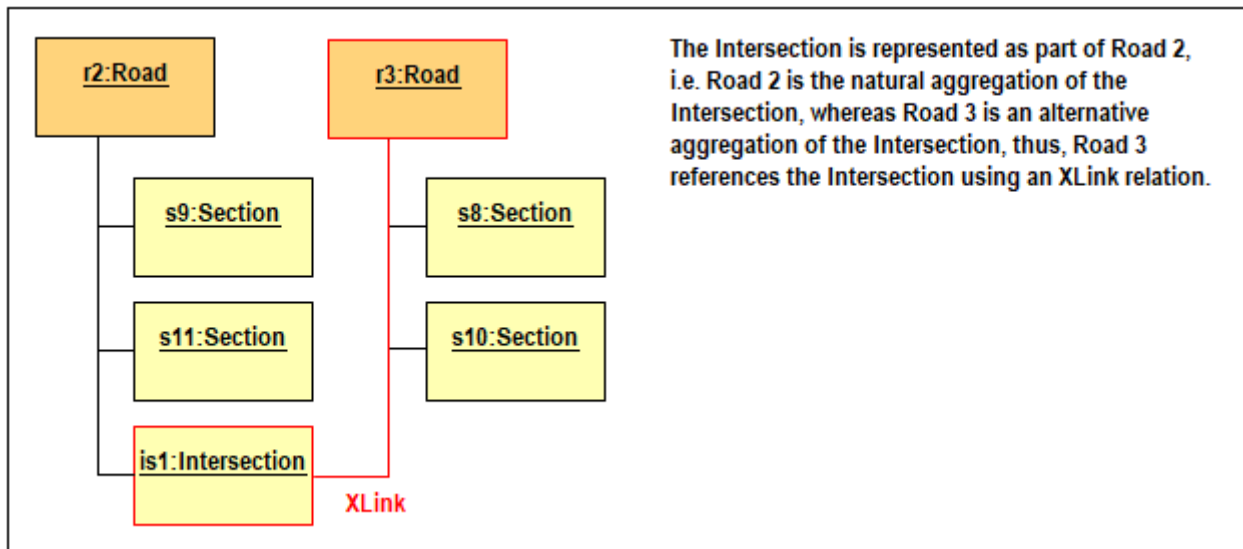 r2:Road
r3:Road
The Intersection is represented as part of Road 2,
i.e. Road 2 is the natural aggregation of the
Intersection, whereas Road 3 is an alternative
aggregation of the Intersection, thus, Road 3
references the Intersection using an XLink relation.
s9:Section
s8:Section
s11:Section
s10:Section
is1:Intersection
XLink